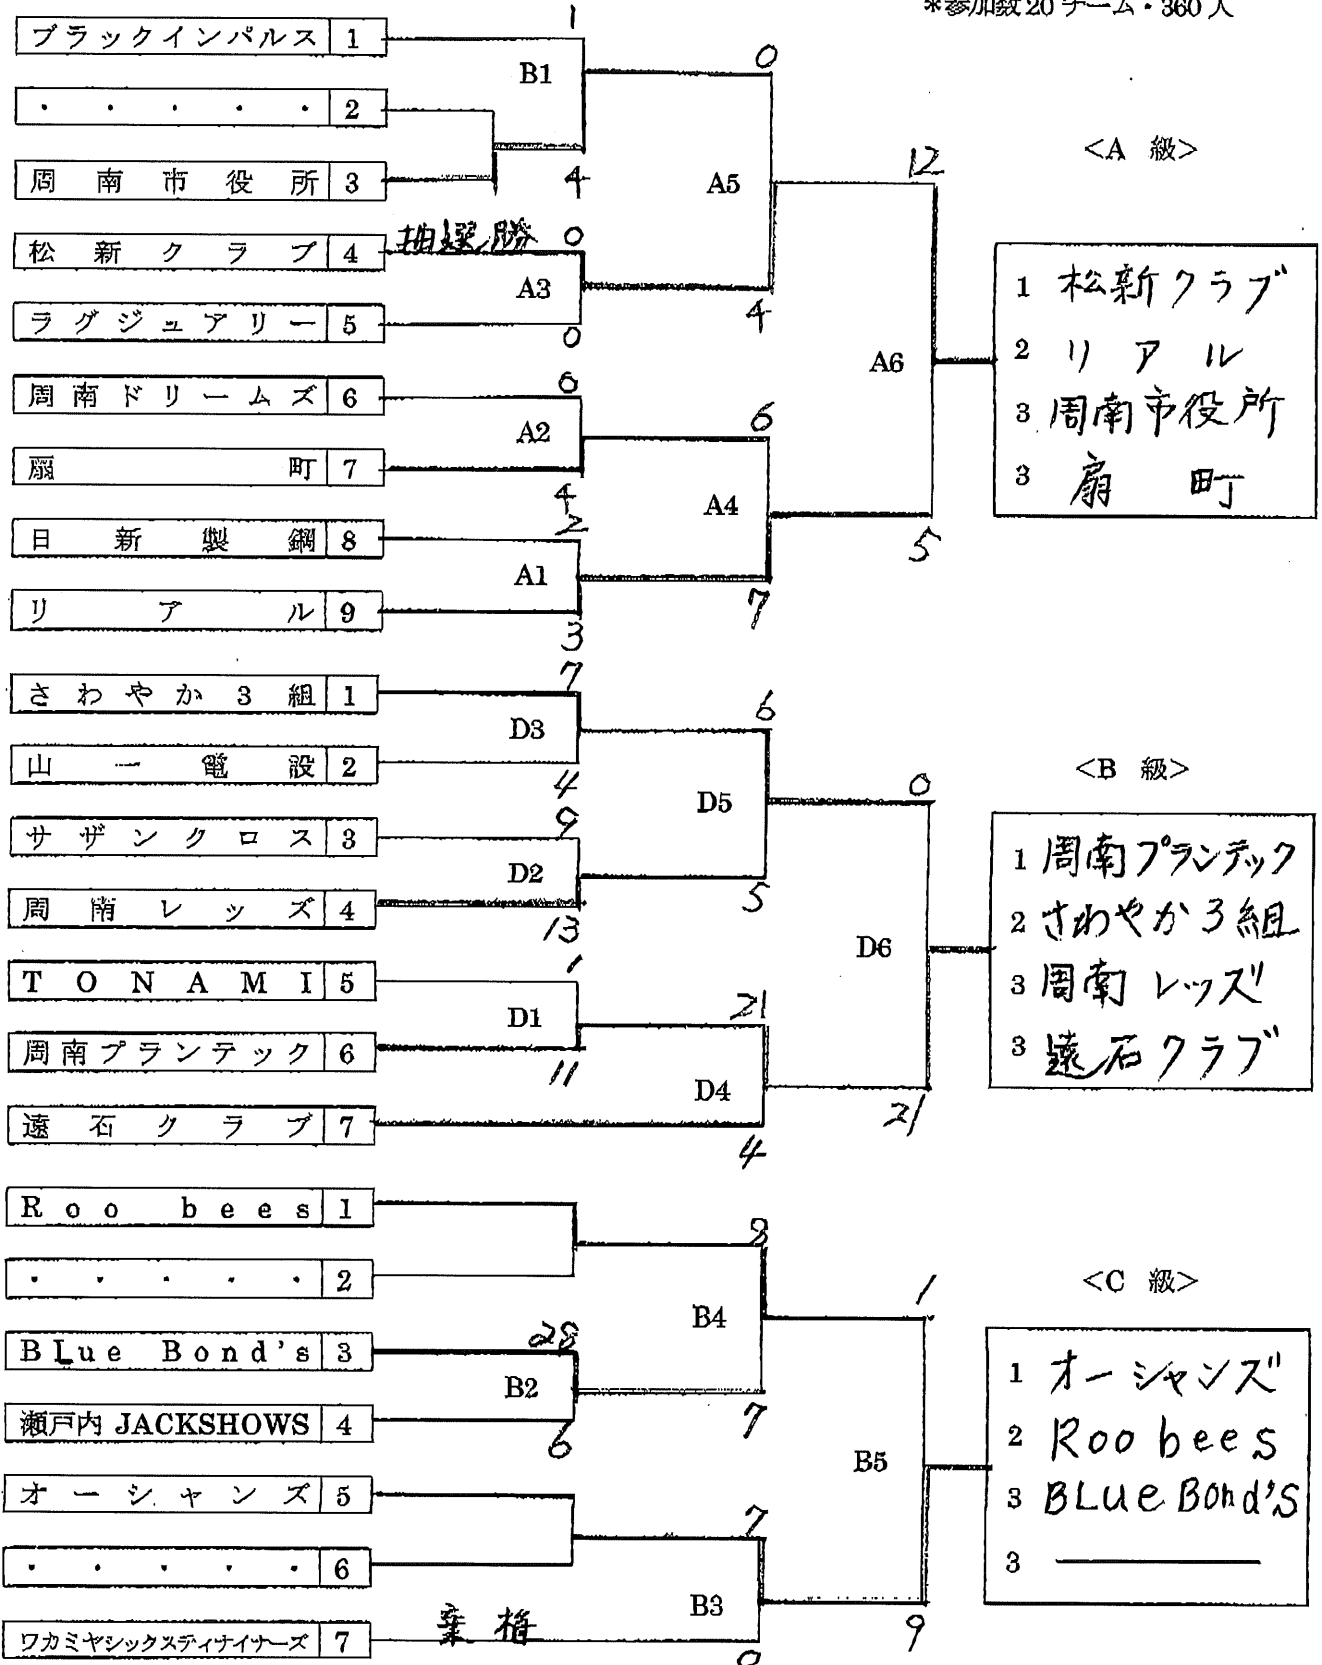 ＊参加数20チーム・360人
ブラックインパルス 1
1
B1
0
・・・・・ 2
周南市役所 3
4
A5
12
<A 級>
松新クラブ 4 抽選勝 0
A3
ラグジュアリー 5
0
4
1 松新クラブ
2 リアル
3 周南市役所
3 扇町
A6
周南ドリームズ 6
0
A2
6
扇町 7
4
A4
日新製鋼 8
2
5
A1
リアル 9
3
7
さわやか3組 1
7
D3
6
山一電設 2
4
D5
0
<B 級>
サザンクロス 3
9
D2
周南レッズ 4
13
5
D6
1 周南プランテック
2 さわやか3組
3 周南レッズ
3 遠石クラブ
TONAMI 5
1
D1
21
周南プランテック 6
11
D4
21
遠石クラブ 7
4
Roo bees 1
・・・・・ 2
B4
1
<C 級>
BLue Bond's 3
28
B2
瀬戸内 JACKSHOWS 4
6
7
B5
1 オーシャンズ
2 Roo bees
3 BLue Bond's
3 ―
オーシャンズ 5
7
・・・・・ 6
B3
ワカミヤシックスティナイナーズ 7 棄権
0
9